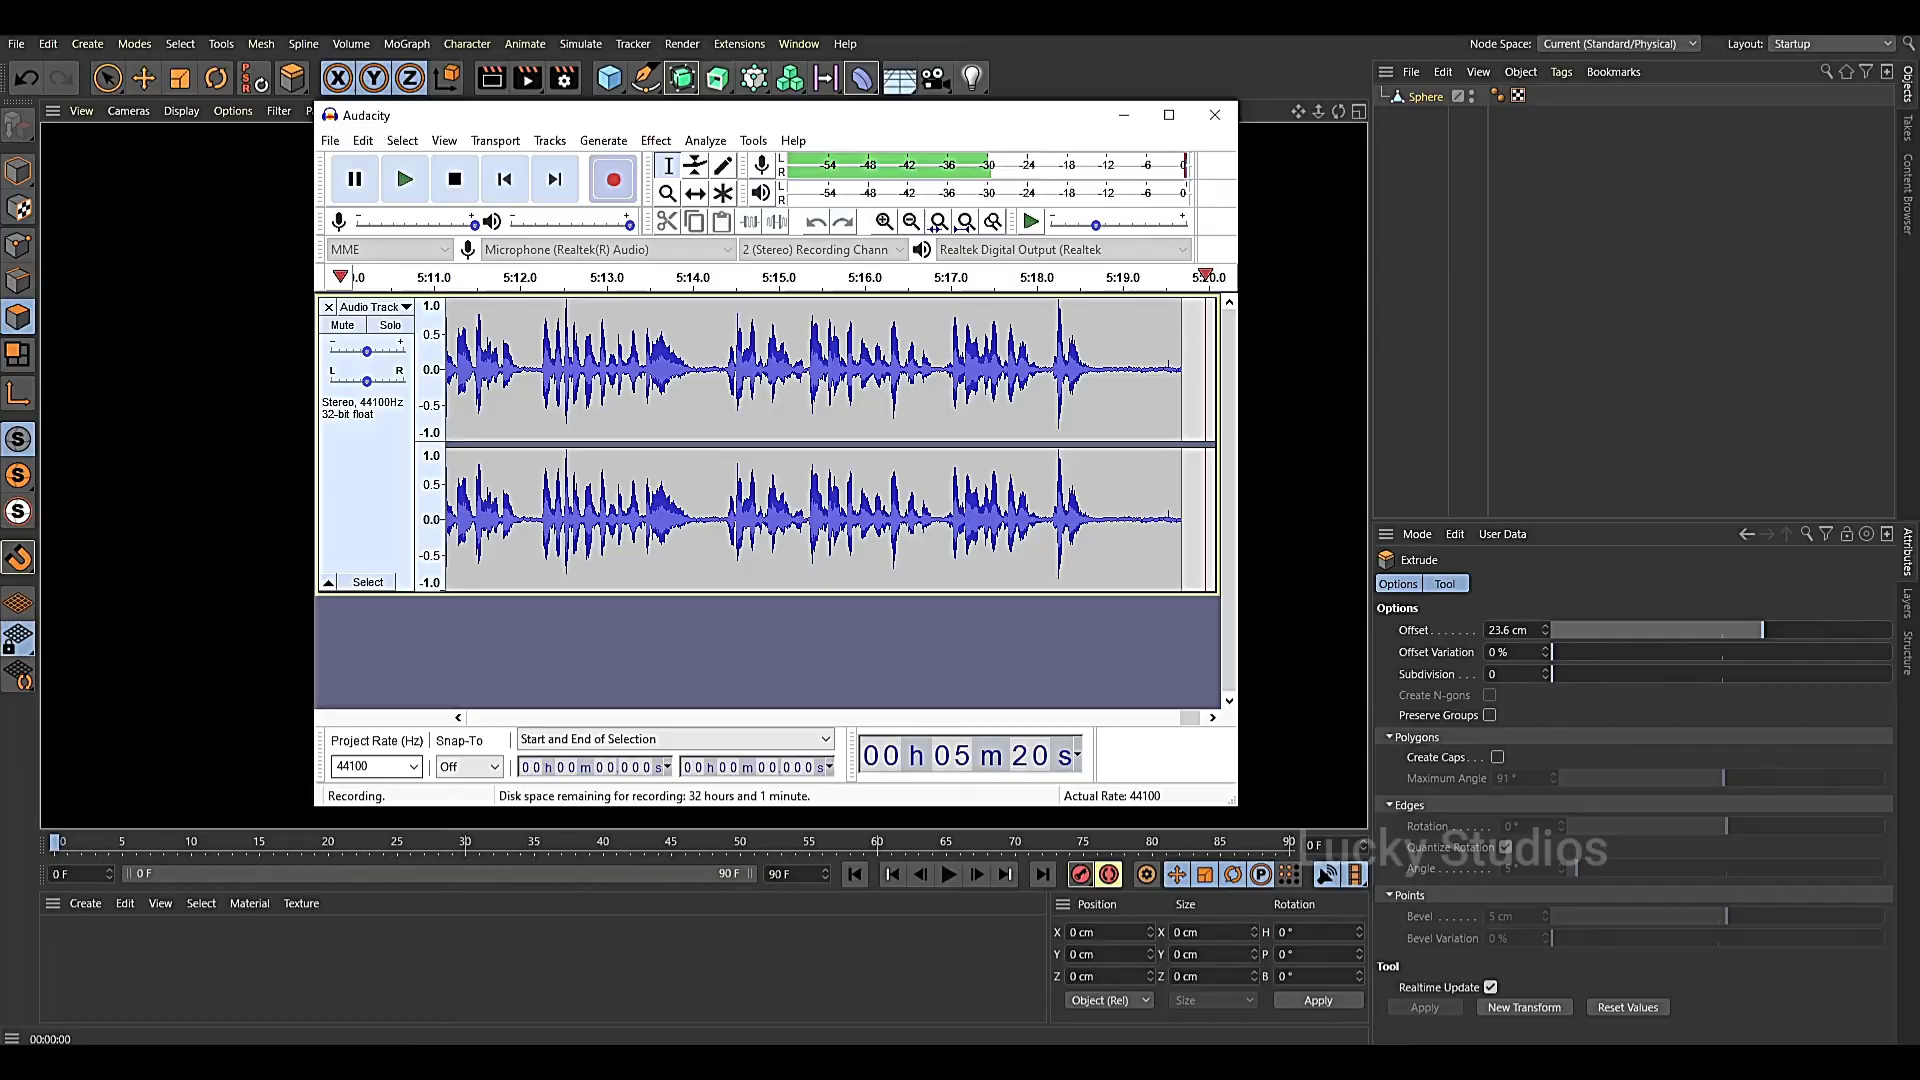 File Edit Create Modes Select Tools Mesh Spline Volume MoGraph Character Animate Simulate Tracker Render Extensions Window Help
Node Space: Current (Standard/Physical) Layout: Startup
View Cameras Display Options Filter
File Edit View Object Tags Bookmarks
Sphere
Objects
Takes
Content Browser
Audacity
File Edit Select View Transport Tracks Generate Effect Analyze Tools Help
L R -54 -48 -42 -36 -30 -24 -18 -12 -6 0
L R -54 -48 -42 -36 -30 -24 -18 -12 -6 0
MME Microphone (Realtek(R) Audio) 2 (Stereo) Recording Chann Realtek Digital Output (Realtek
5:11.0 5:12.0 5:13.0 5:14.0 5:15.0 5:16.0 5:17.0 5:18.0 5:19.0 5:20.0
Audio Track
Mute Solo
L R
Stereo, 44100Hz
32-bit float
Select
1.0
0.5
0.0
-0.5
-1.0
1.0
0.5
0.0
-0.5
-1.0
Project Rate (Hz) Snap-To Start and End of Selection
44100 Off 00 h 00 m 00.000 s 00 h 00 m 00.000 s
00 h 05 m 20 s
Recording. Disk space remaining for recording: 32 hours and 1 minute. Actual Rate: 44100
Mode Edit User Data
Extrude
Options Tool
Options
Offset . . . . . . . 23.6 cm
Offset Variation 0 %
Subdivision . . . 0
Create N-gons
Preserve Groups
Polygons
Create Caps. . .
Maximum Angle 91 °
Edges
Rotation . . . . . . 0 °
Quantize Rotation
Angle . . . . . . . . 5 °
Points
Bevel . . . . . . 5 cm
Bevel Variation 0 %
Tool
Realtime Update
Apply New Transform Reset Values
Attributes
Layers
Structure
Lucky Studios
0 5 10 15 20 25 30 35 40 45 50 55 60 65 70 75 80 85 90 0 F
0 F 0 F 90 F 90 F
Create Edit View Select Material Texture
Position Size Rotation
X 0 cm X 0 cm H 0 °
Y 0 cm Y 0 cm P 0 °
Z 0 cm Z 0 cm B 0 °
Object (Rel) Size Apply
00:00:00